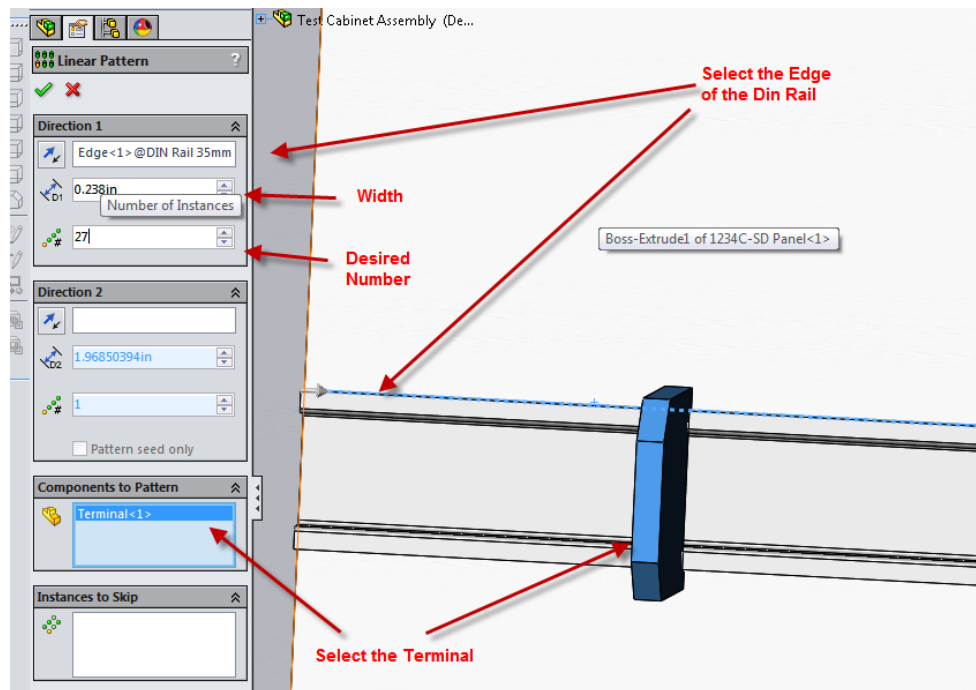 Test Cabinet Assembly (De...
Linear Pattern
?
Direction 1
Edge<1>@DIN Rail 35mm
D1
0.238in
Number of Instances
#
27
Direction 2
D2
1.96850394in
#
1
Pattern seed only
Components to Pattern
Terminal<1>
Instances to Skip
Select the Edge
of the Din Rail
Width
Boss-Extrude1 of 1234C-SD Panel<1>
Desired
Number
Select the Terminal